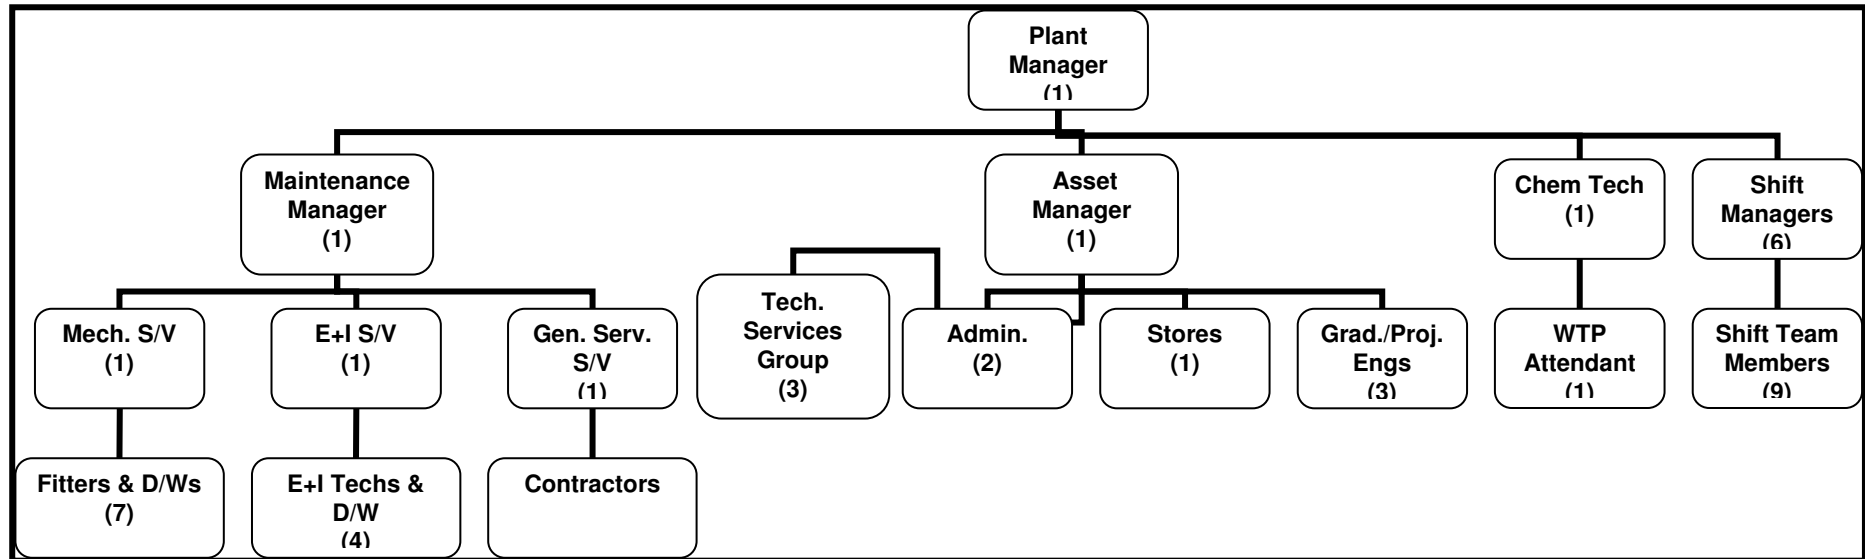 Plant
Manager
(1)
Maintenance
Manager
(1)
Asset
Manager
(1)
Chem Tech
(1)
Shift
Managers
(6)
Mech. S/V
(1)
E+I S/V
(1)
Gen. Serv.
S/V
(1)
Tech.
Services
Group
(3)
Admin.
(2)
Stores
(1)
Grad./Proj.
Engs
(3)
WTP
Attendant
(1)
Shift Team
Members
(9)
Fitters & D/Ws
(7)
E+I Techs &
D/W
(4)
Contractors